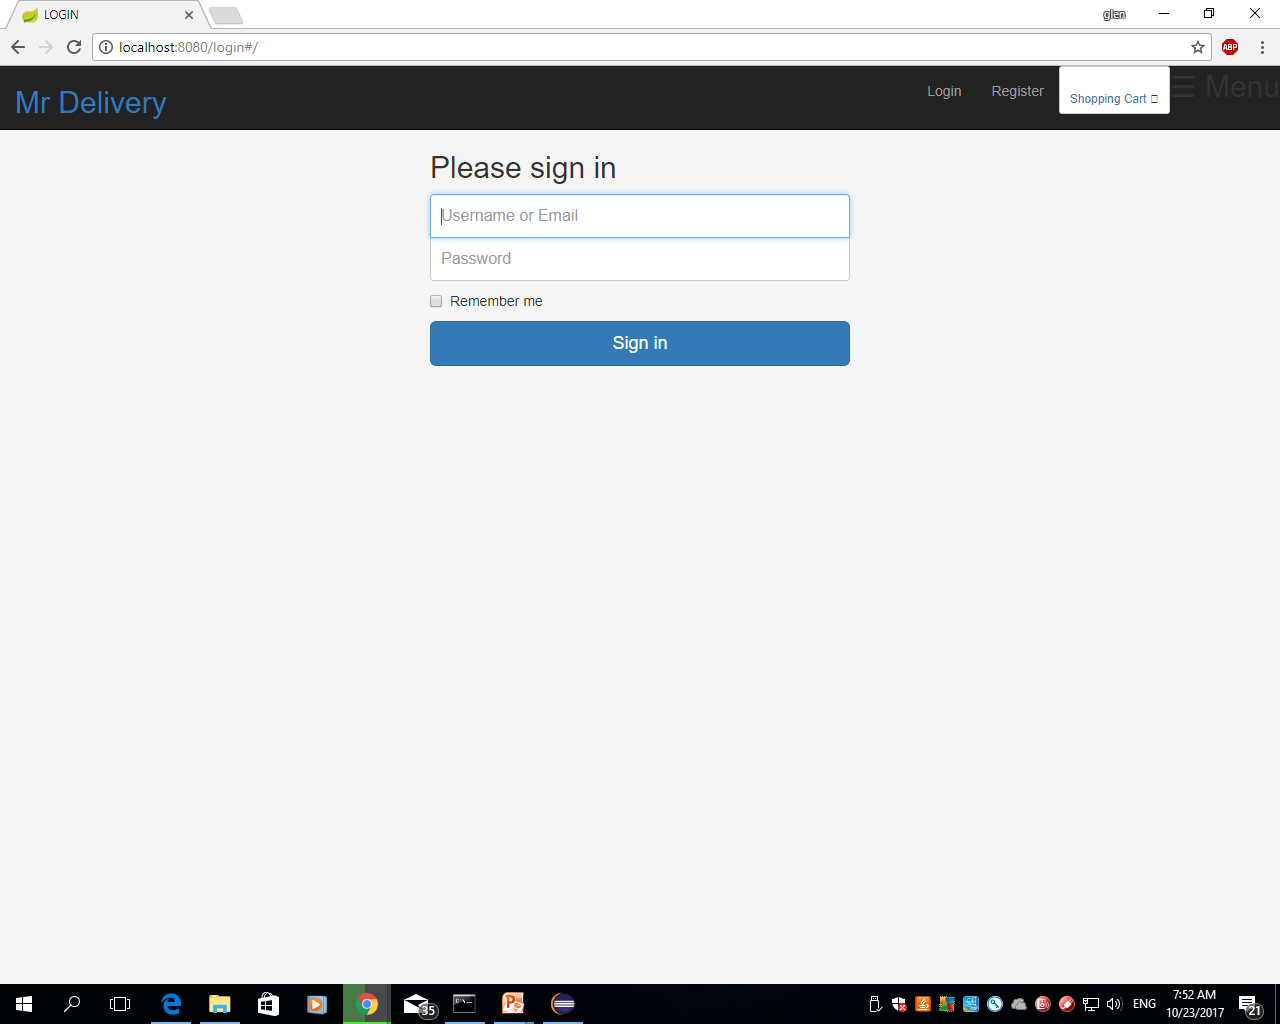 LOGIN
glen
localhost:8080/login#/
ABP
Mr Delivery
Login
Register
Shopping Cart
☰ Menu
Please sign in
Username or Email
Password
Remember me
Sign in
35
C:\.
ENG
7:52 AM
10/23/2017
21